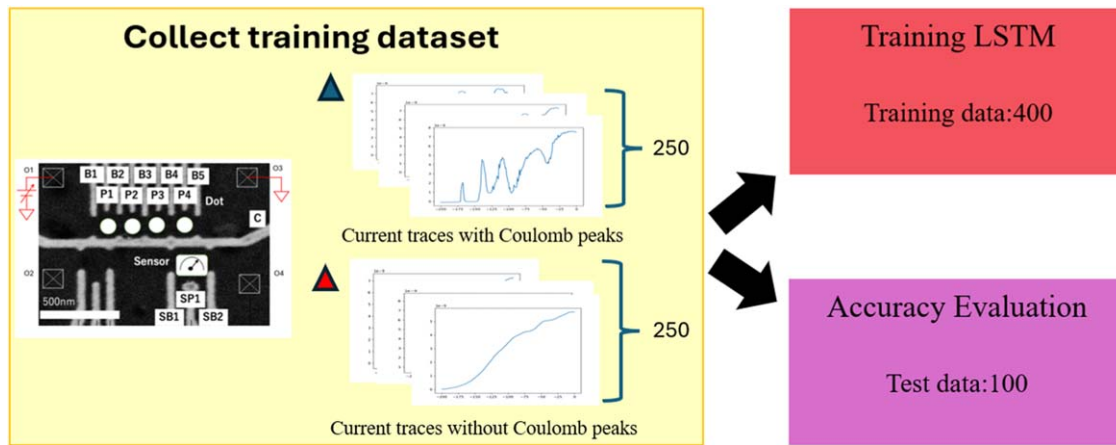 Collect training dataset
250
Current traces with Coulomb peaks
O1
B1 B2 B3 B4 B5
O3
P1 P2 P3 P4
Dot
C
Sensor
O2
O4
500nm
SP1
SB1 SB2
250
Current traces without Coulomb peaks
Training LSTM
Training data:400
Accuracy Evaluation
Test data:100